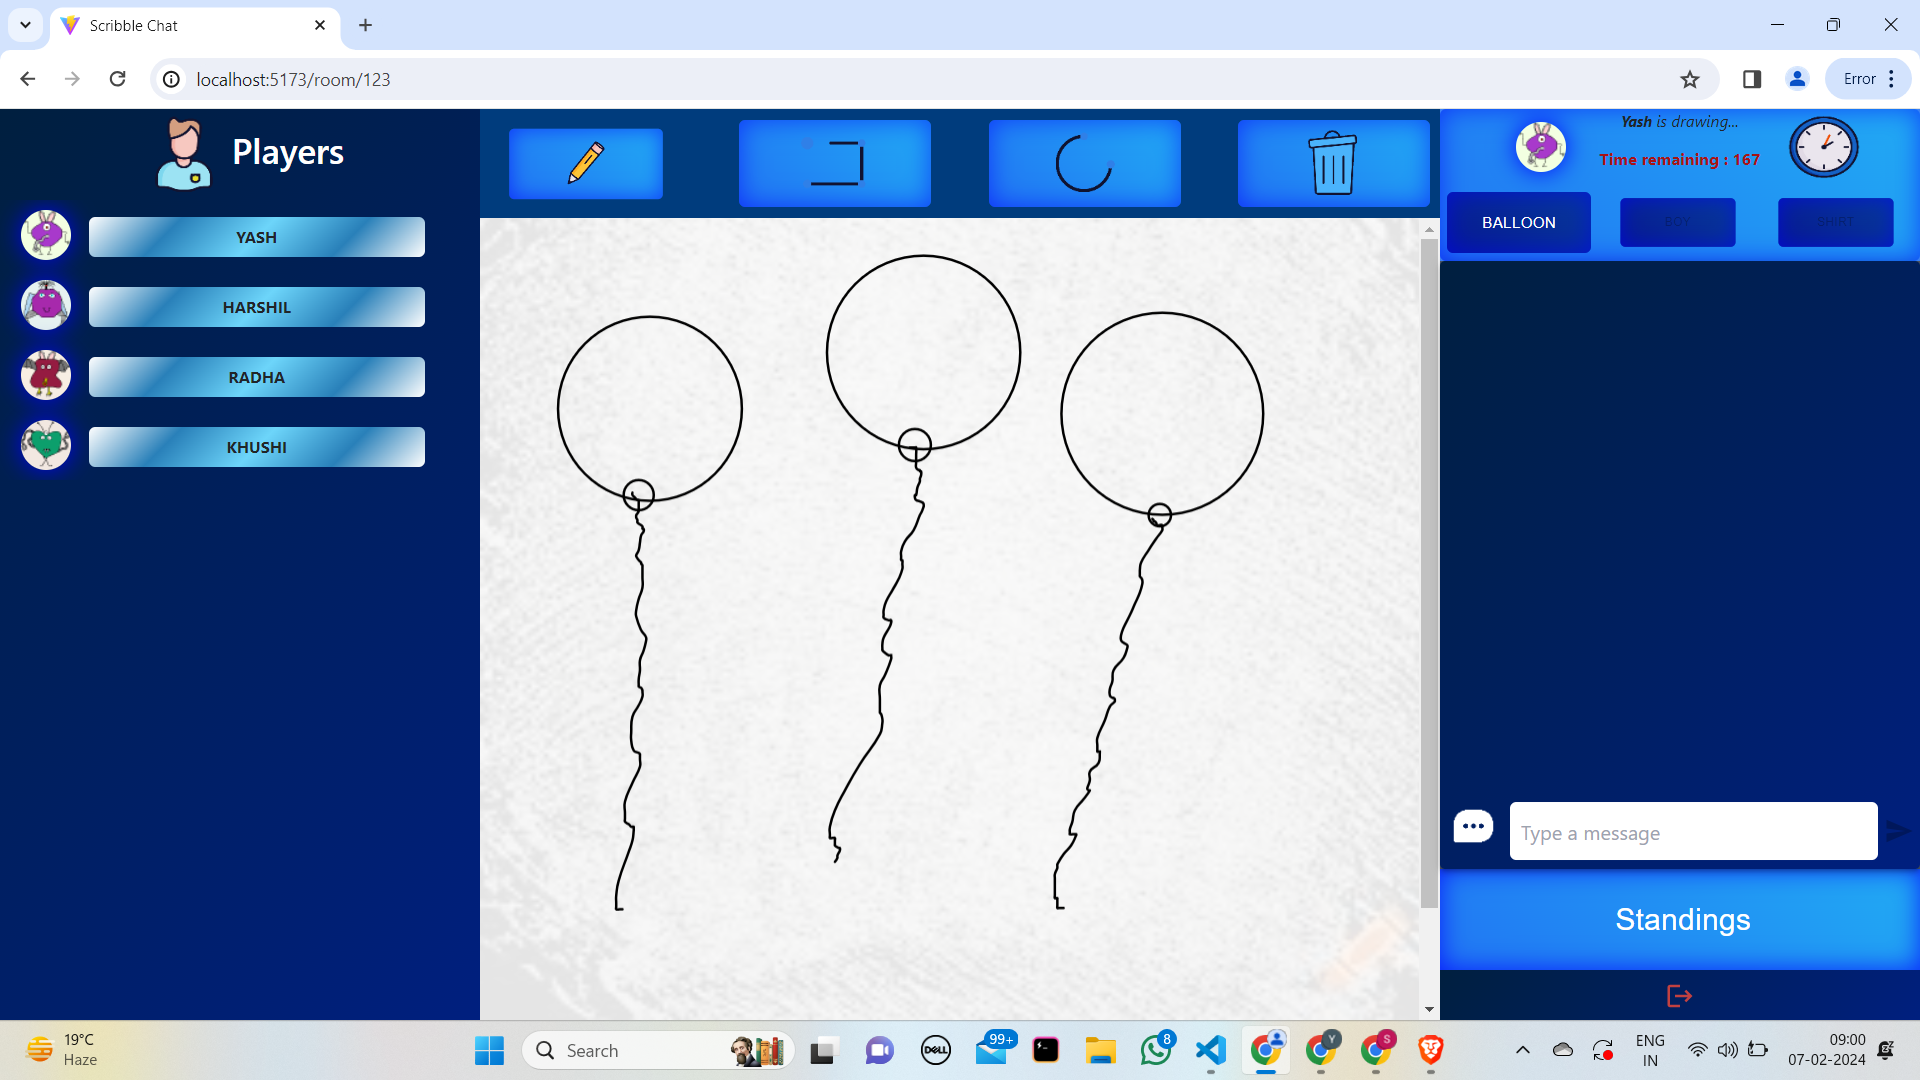 Scribble Chat
localhost:5173/room/123
Error
Players
YASH
HARSHIL
RADHA
KHUSHI
Yash is drawing...
Time remaining : 167
BALLOON
BOY
SHIRT
Type a message
Standings
19°C
Haze
Search
DELL
99+
8
Y
S
ENG
IN
09:00
07-02-2024